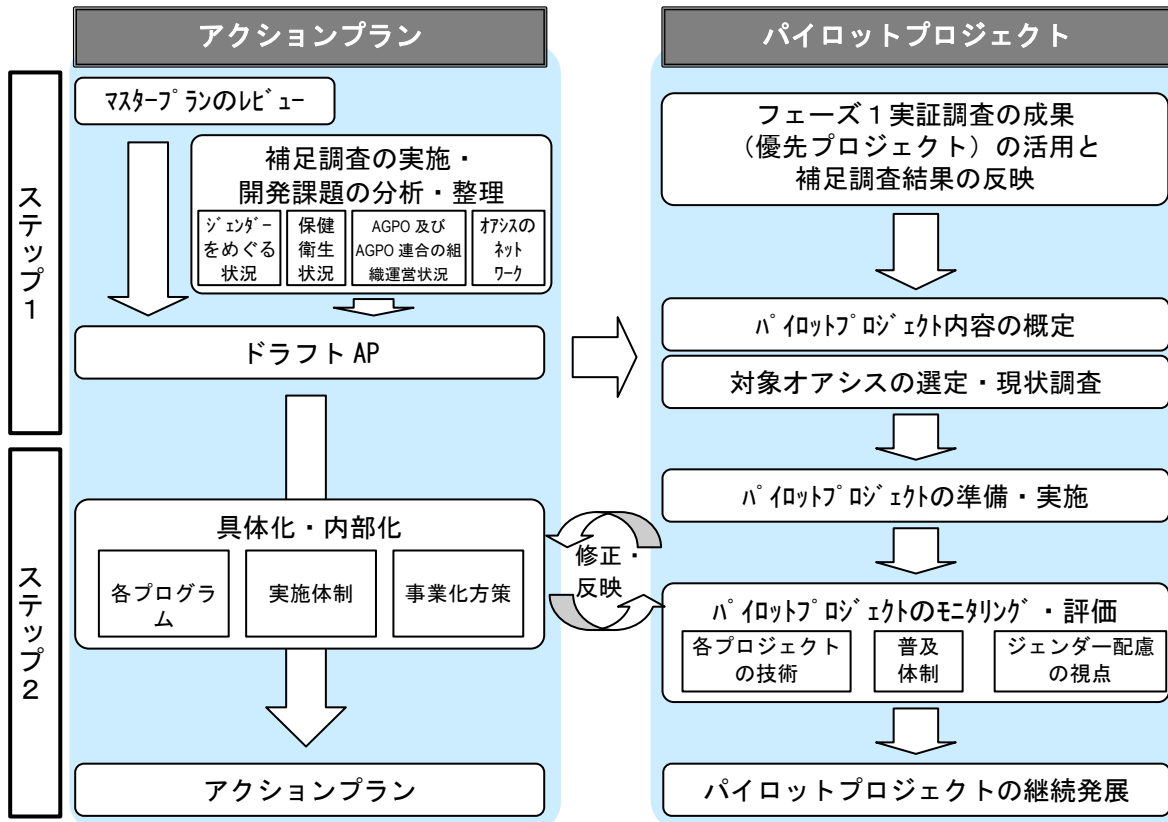 アクションプラン
パイロットプロジェクト
ステップ1
ﾏｽﾀｰﾌﾟﾗﾝのﾚﾋﾞｭｰ
補足調査の実施・
開発課題の分析・整理
ｼﾞｪﾝﾀﾞｰ
をめぐる
状況
保健
衛生
状況
AGPO 及び
AGPO 連合の組
織運営状況
ｵｱｼｽの
ﾈｯﾄ
ﾜｰｸ
ドラフト AP
フェーズ1実証調査の成果
（優先プロジェクト）の活用と
補足調査結果の反映
ﾊﾟｲﾛｯﾄﾌﾟﾛｼﾞｪｸﾄ内容の概定
対象オアシスの選定・現状調査
ステップ2
具体化・内部化
各プログラ
ム
実施体制
事業化方策
アクションプラン
修正・
反映
ﾊﾟｲﾛｯﾄﾌﾟﾛｼﾞｪｸﾄの準備・実施
ﾊﾟｲﾛｯﾄﾌﾟﾛｼﾞｪｸﾄのﾓﾆﾀﾘﾝｸﾞ・評価
各プロジェクト
の技術
普及
体制
ジェンダー配慮
の視点
パイロットプロジェクトの継続発展